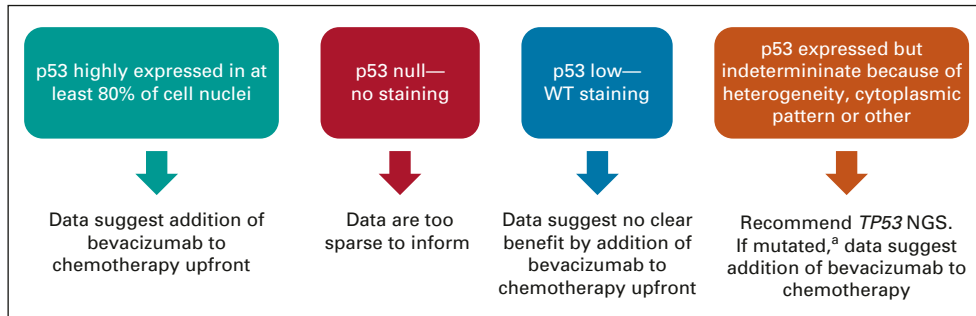 p53 highly expressed in at
least 80% of cell nuclei
p53 null—
no staining
p53 low—
WT staining
p53 expressed but
indetermininate because of
heterogeneity, cytoplasmic
pattern or other
Data suggest addition of
bevacizumab to
chemotherapy upfront
Data are too
sparse to inform
Data suggest no clear
benefit by addition of
bevacizumab to
chemotherapy upfront
Recommend TP53 NGS.
If mutated,ᵃ data suggest
addition of bevacizumab to
chemotherapy